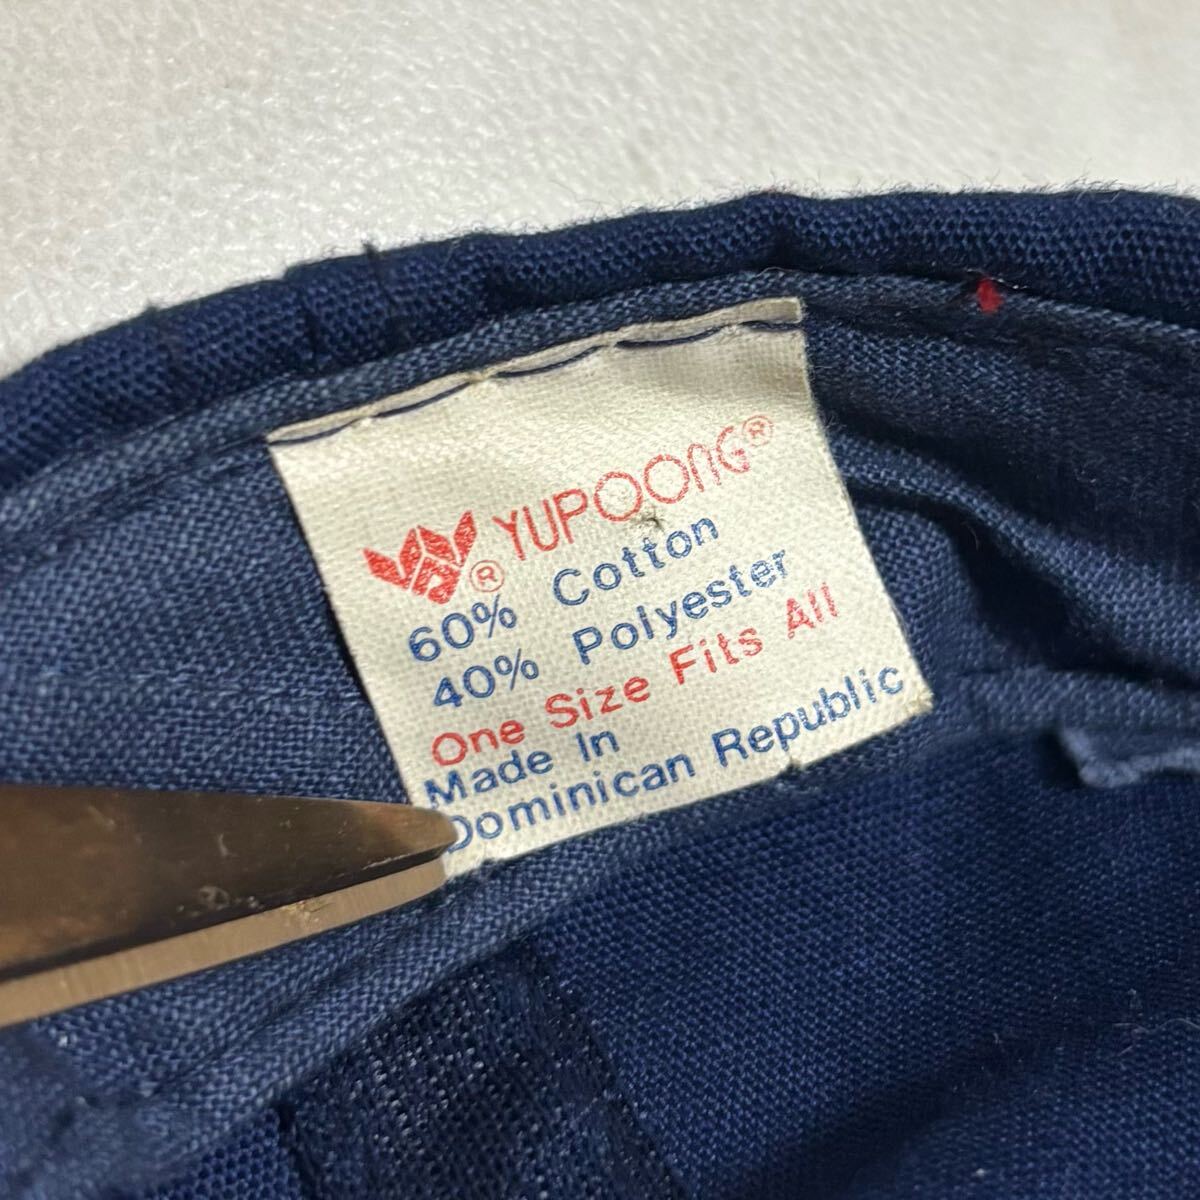 ® YUPOONG®
60% Cotton
40% Polyester
One Size Fits All
Made In
Dominican Republic